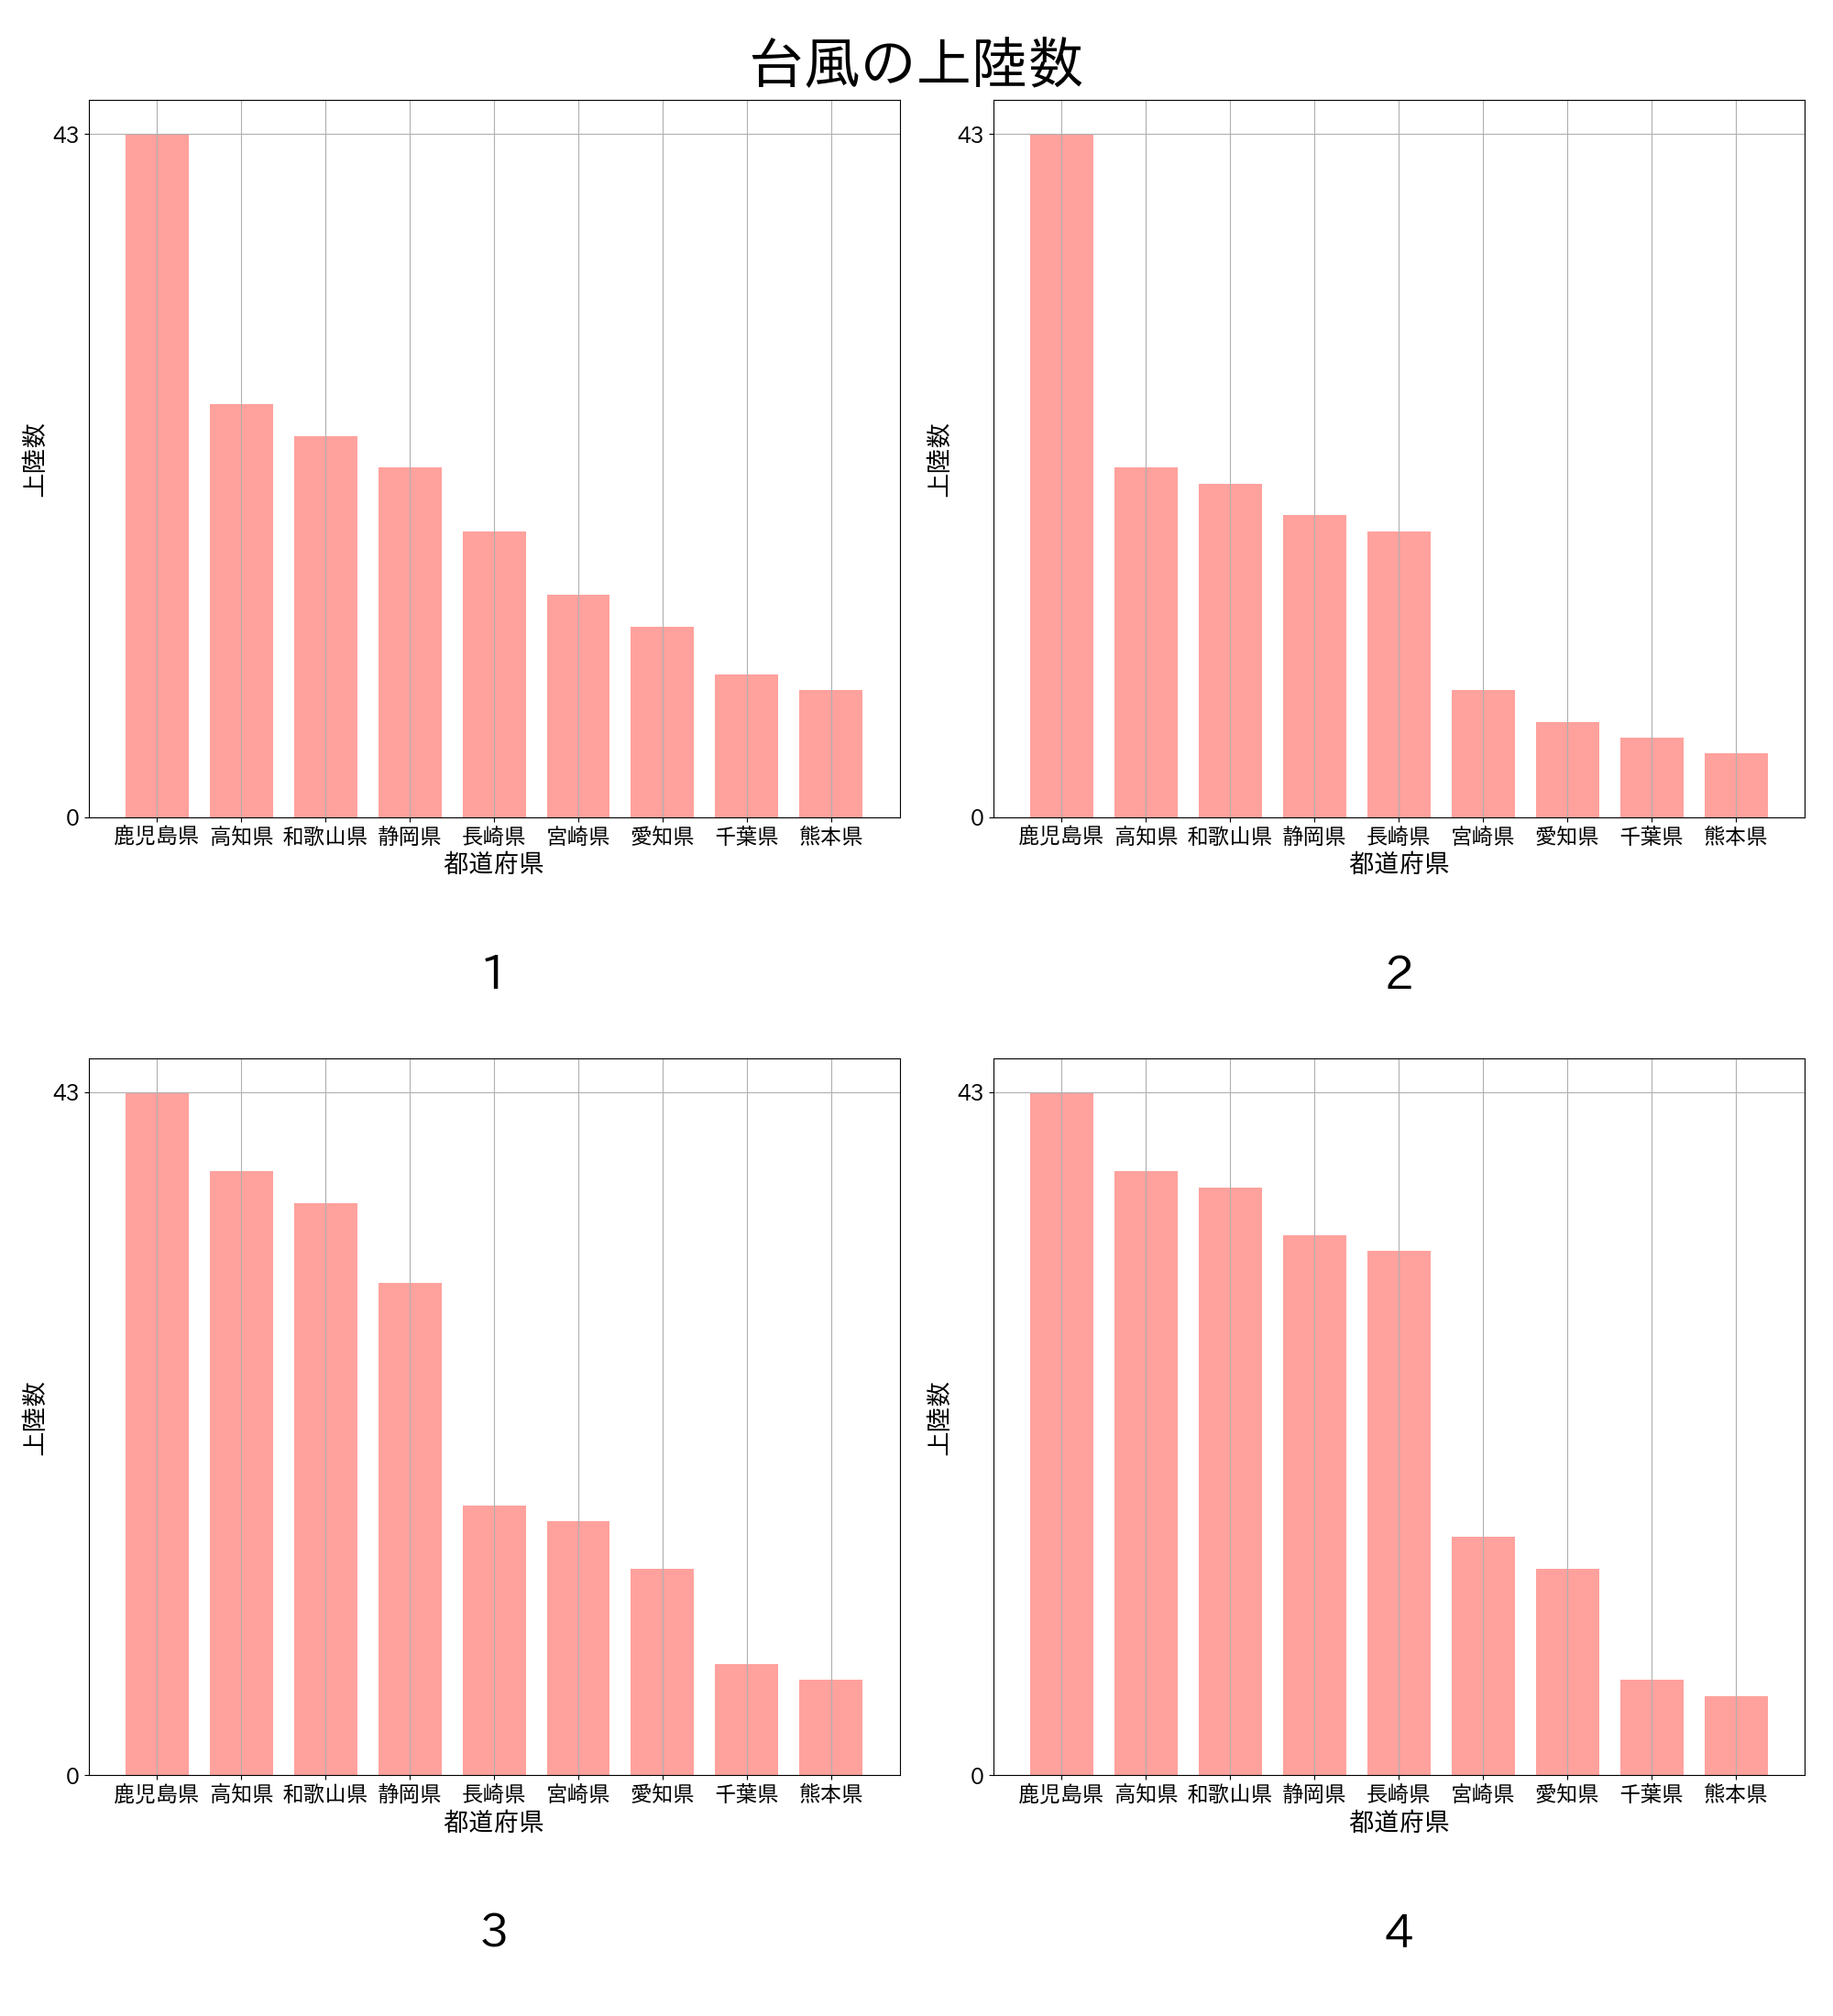 台風の上陸数
43
0
上陸数
鹿児島県 高知県 和歌山県 静岡県 長崎県 宮崎県 愛知県 千葉県 熊本県
都道府県
1
43
0
上陸数
鹿児島県 高知県 和歌山県 静岡県 長崎県 宮崎県 愛知県 千葉県 熊本県
都道府県
2
43
0
上陸数
鹿児島県 高知県 和歌山県 静岡県 長崎県 宮崎県 愛知県 千葉県 熊本県
都道府県
3
43
0
上陸数
鹿児島県 高知県 和歌山県 静岡県 長崎県 宮崎県 愛知県 千葉県 熊本県
都道府県
4